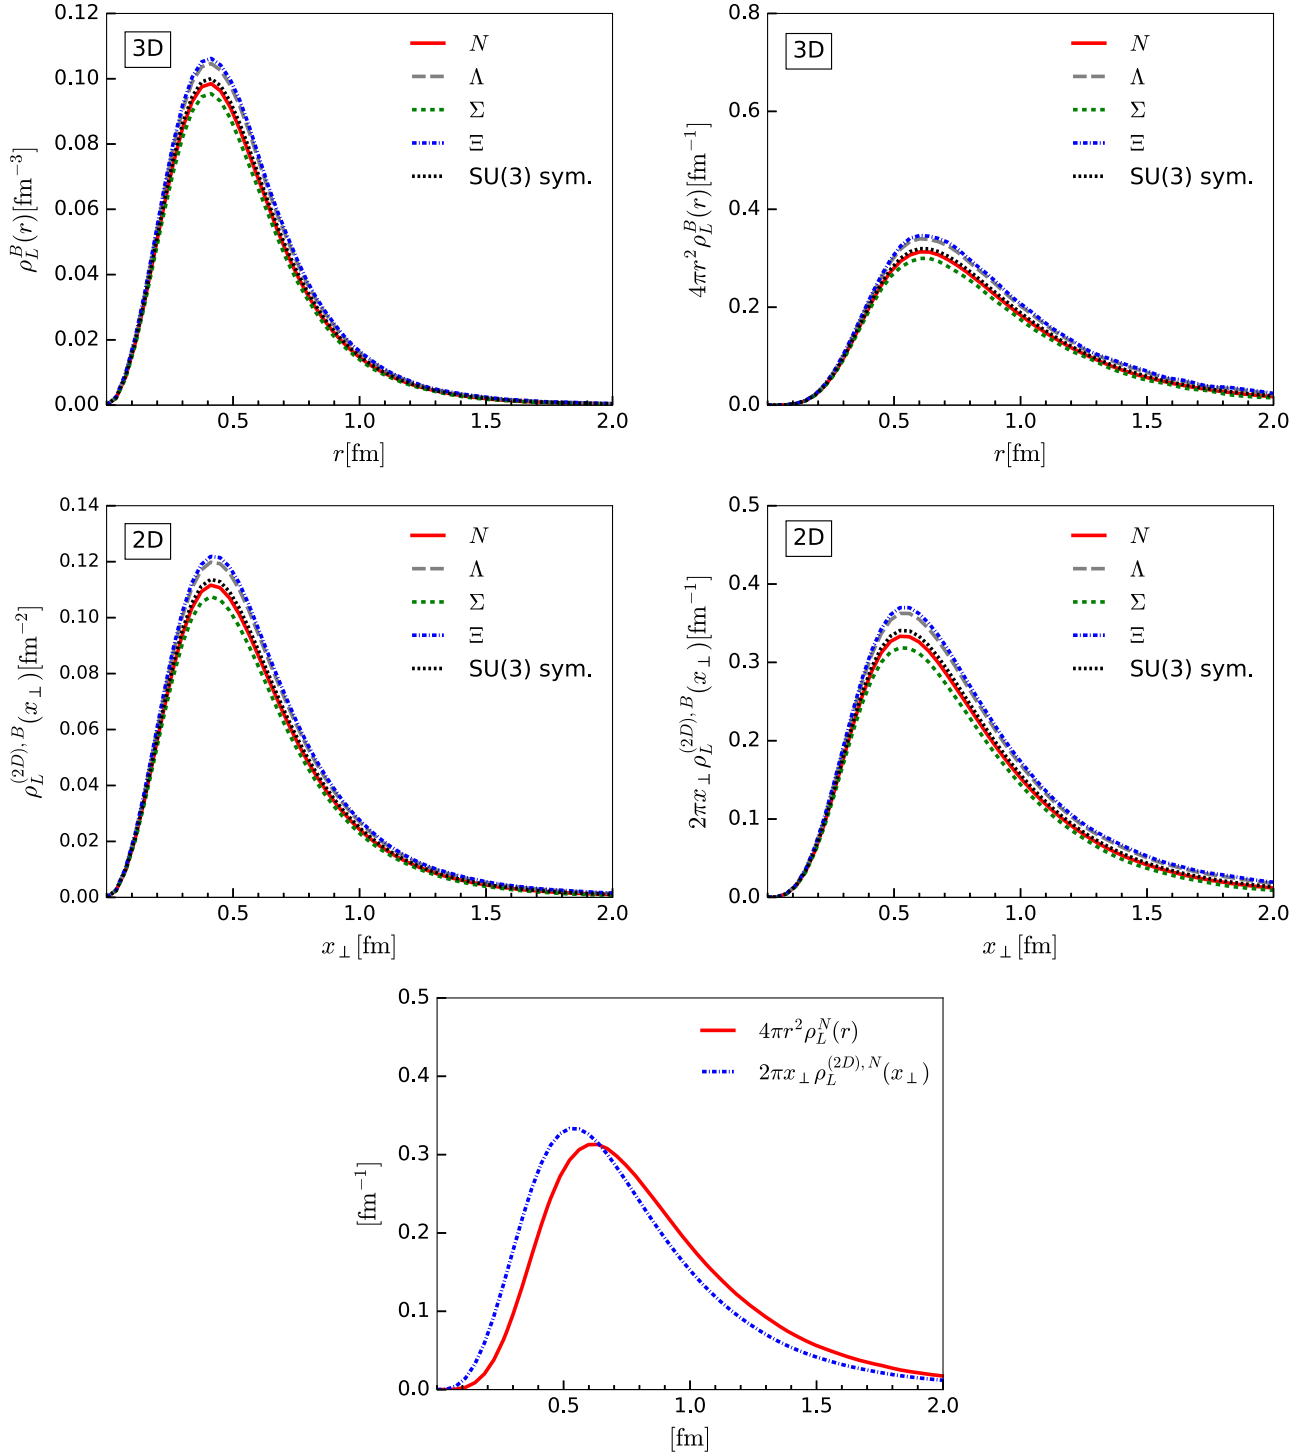 3D
N
Λ
Σ
Ξ
SU(3) sym.
0.12
0.10
0.08
0.06
0.04
0.02
0.00
ρ_L^B(r)[fm⁻³]
0.5 1.0 1.5 2.0
r[fm]
3D
N
Λ
Σ
Ξ
SU(3) sym.
0.8
0.6
0.4
0.2
0.0
4πr²ρ_L^B(r)[fm⁻¹]
0.5 1.0 1.5 2.0
r[fm]
2D
N
Λ
Σ
Ξ
SU(3) sym.
0.14
0.12
0.10
0.08
0.06
0.04
0.02
0.00
ρ_L^{(2D),B}(x_⊥)[fm⁻²]
0.5 1.0 1.5 2.0
x_⊥[fm]
2D
N
Λ
Σ
Ξ
SU(3) sym.
0.5
0.4
0.3
0.2
0.1
0.0
2πx_⊥ρ_L^{(2D),B}(x_⊥)[fm⁻¹]
0.5 1.0 1.5 2.0
x_⊥[fm]
4πr²ρ_L^N(r)
2πx_⊥ρ_L^{(2D),N}(x_⊥)
0.5
0.4
0.3
0.2
0.1
0.0
[fm⁻¹]
0.5 1.0 1.5 2.0
[fm]